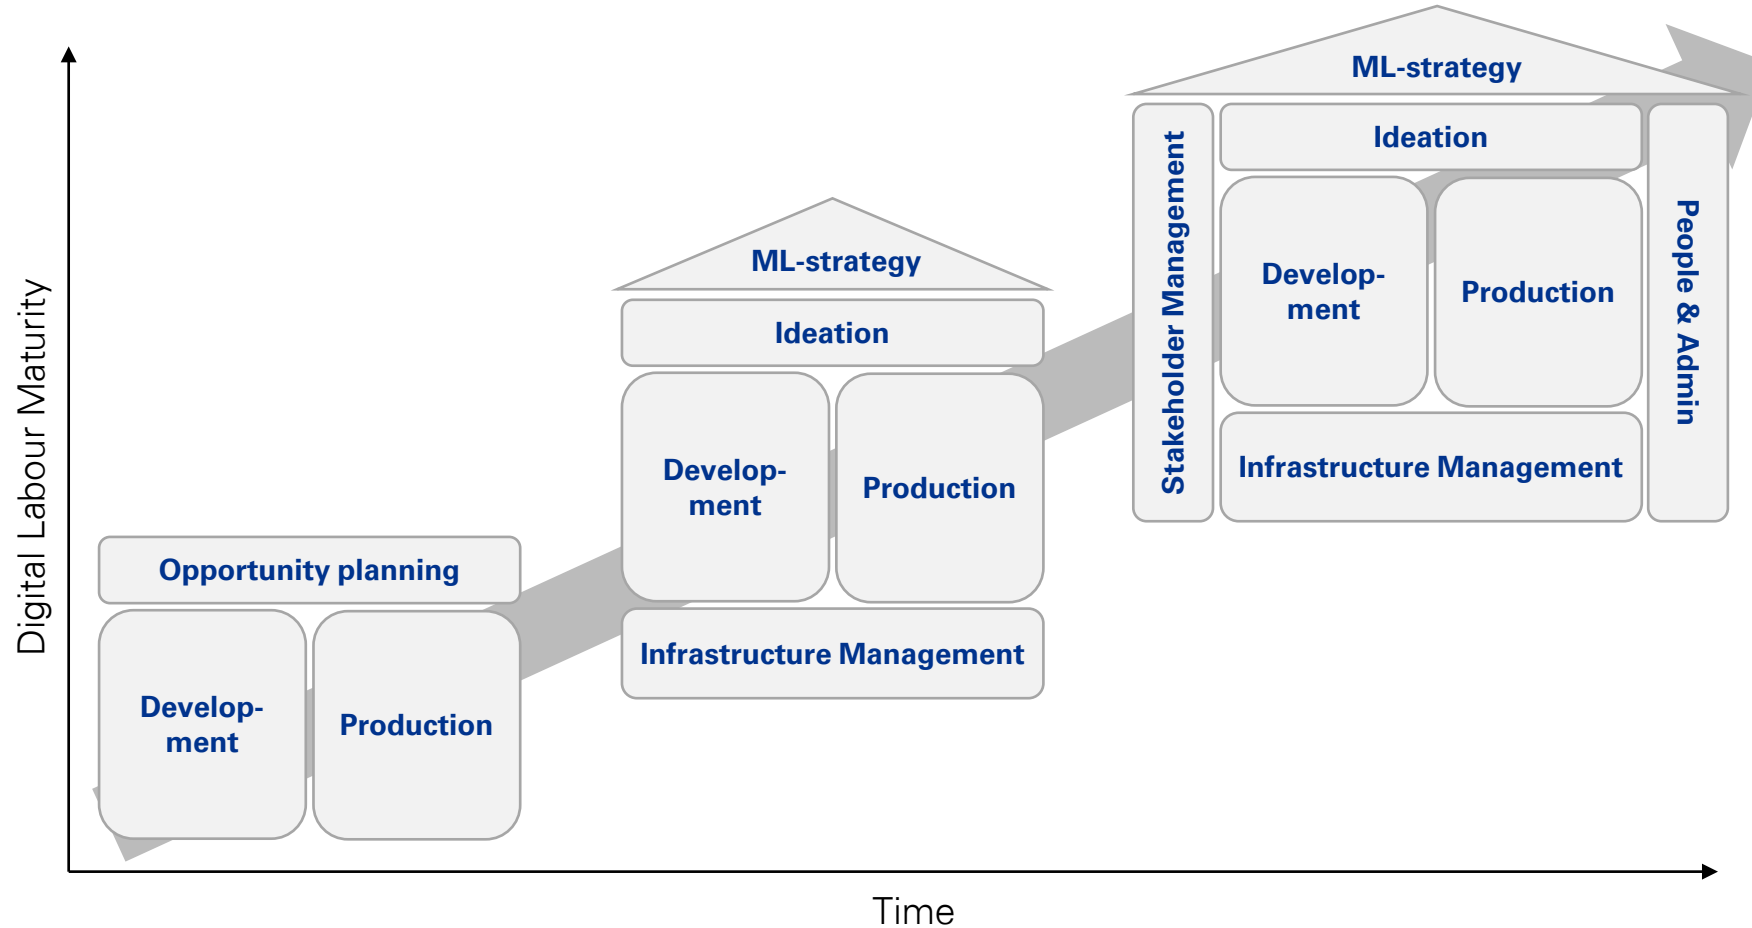 Digital Labour Maturity
Opportunity planning
Develop-
ment
Production
ML-strategy
Ideation
Develop-
ment
Production
Infrastructure Management
ML-strategy
Stakeholder Management
Ideation
Develop-
ment
Production
Infrastructure Management
People & Admin
Time